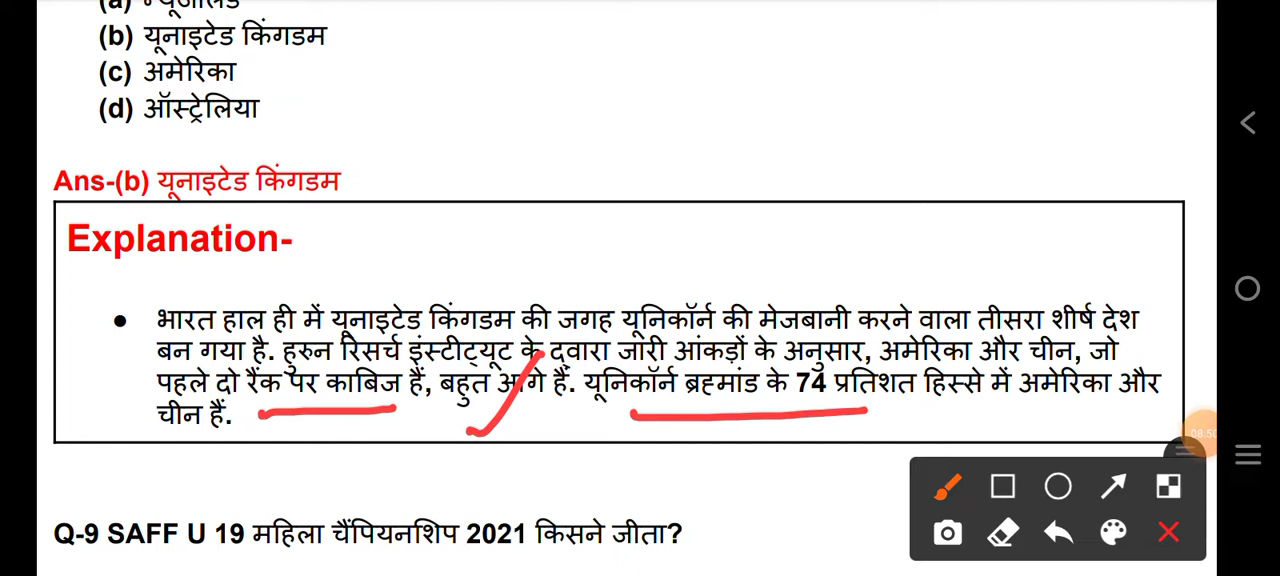 (a) न्यूजीलैंड
(b) यूनाइटेड किंगडम
(c) अमेरिका
(d) ऑस्ट्रेलिया
Ans-(b) यूनाइटेड किंगडम
Explanation-
● भारत हाल ही में यूनाइटेड किंगडम की जगह यूनिकॉर्न की मेजबानी करने वाला तीसरा शीर्ष देश
बन गया है. हुरुन रिसर्च इंस्टीट्यूट के द्वारा जारी आंकड़ों के अनुसार, अमेरिका और चीन, जो
पहले दो रैंक पर काबिज हैं, बहुत आगे हैं. यूनिकॉर्न ब्रह्मांड के 74 प्रतिशत हिस्से में अमेरिका और
चीन हैं.
08:50
Q-9 SAFF U 19 महिला चैंपियनशिप 2021 किसने जीता?